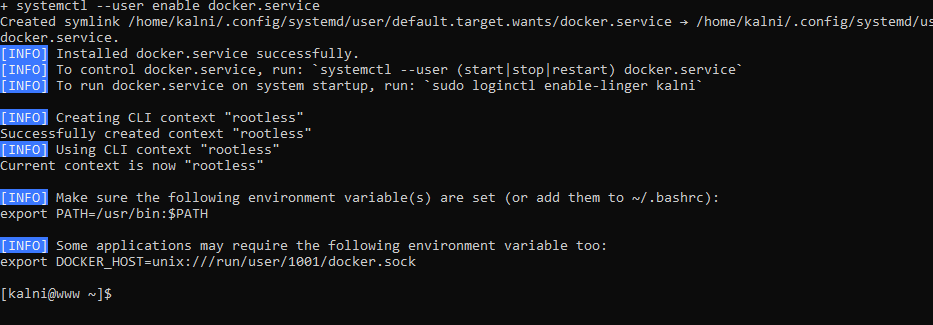 + systemctl --user enable docker.service
Created symlink /home/kalni/.config/systemd/user/default.target.wants/docker.service → /home/kalni/.config/systemd/us
docker.service.
[INFO] Installed docker.service successfully.
[INFO] To control docker.service, run: `systemctl --user (start|stop|restart) docker.service`
[INFO] To run docker.service on system startup, run: `sudo loginctl enable-linger kalni`
[INFO] Creating CLI context "rootless"
Successfully created context "rootless"
[INFO] Using CLI context "rootless"
Current context is now "rootless"
[INFO] Make sure the following environment variable(s) are set (or add them to ~/.bashrc):
export PATH=/usr/bin:$PATH
[INFO] Some applications may require the following environment variable too:
export DOCKER_HOST=unix:///run/user/1001/docker.sock
[kalni@www ~]$